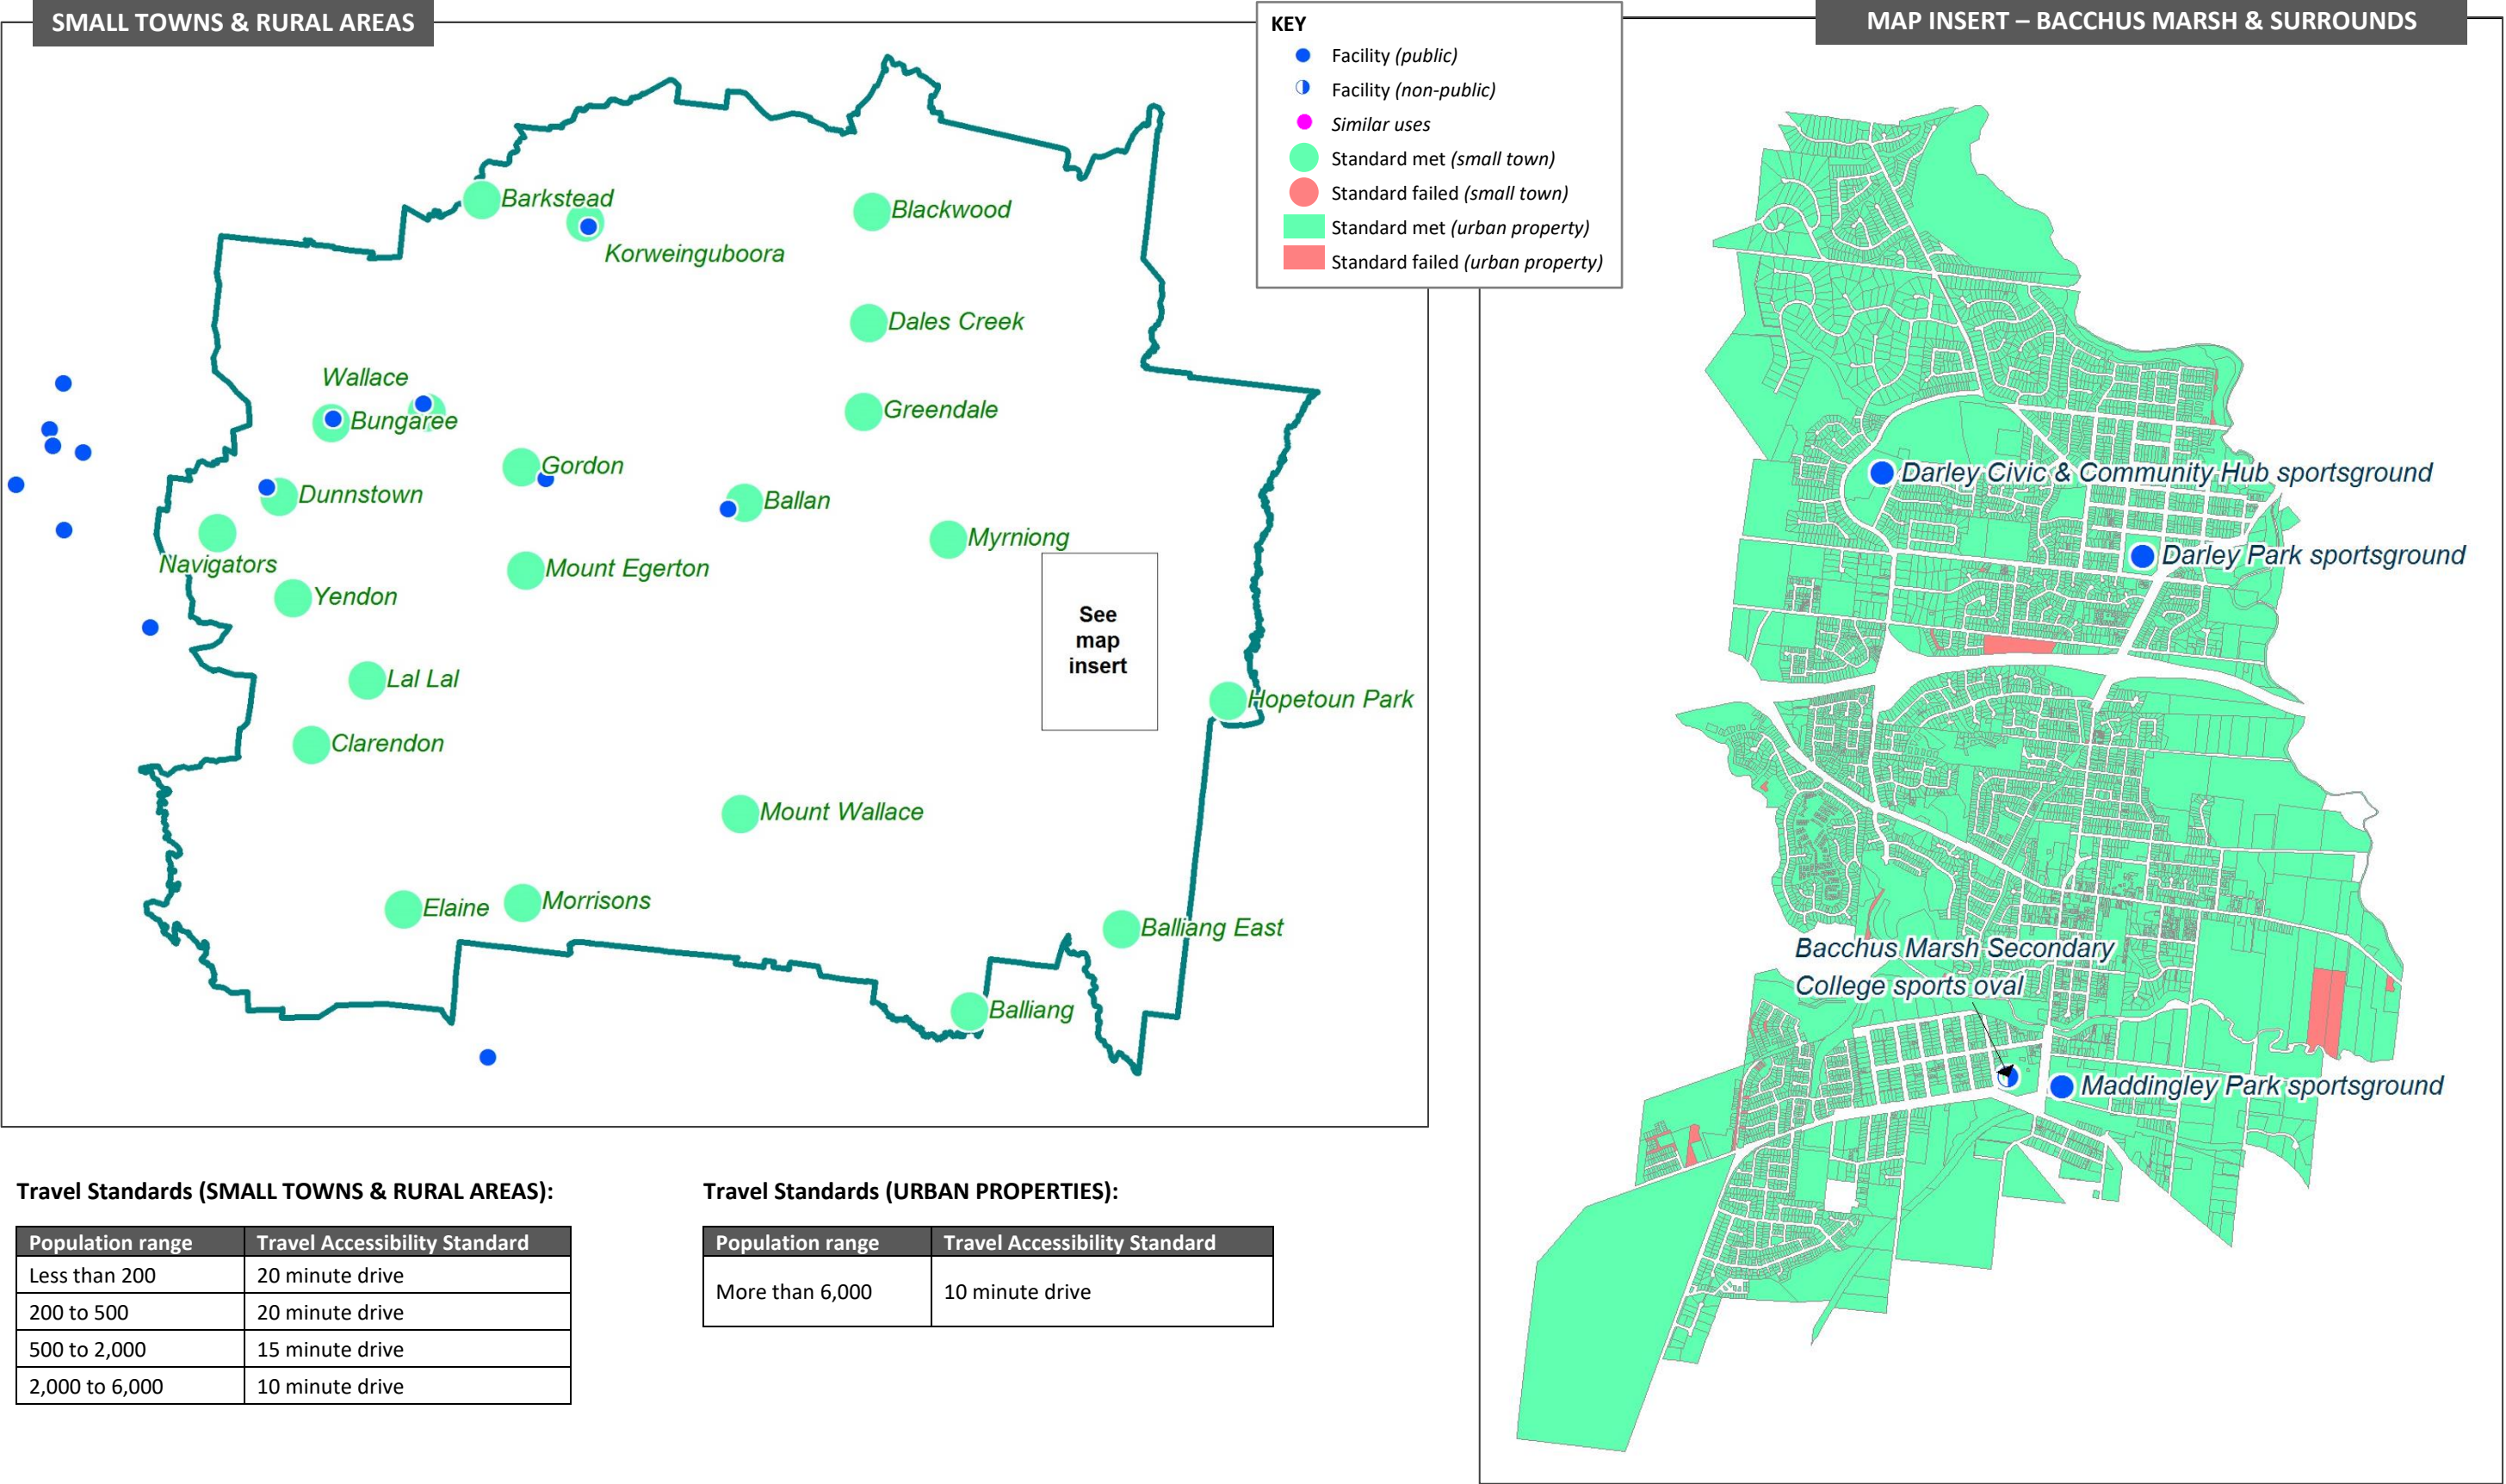 SMALL TOWNS & RURAL AREAS
KEY
Facility (public)
Facility (non-public)
Similar uses
Standard met (small town)
Standard failed (small town)
Standard met (urban property)
Standard failed (urban property)
MAP INSERT – BACCHUS MARSH & SURROUNDS
Barkstead
Korweinguboora
Blackwood
Dales Creek
Wallace
Bungaree
Greendale
Gordon
Dunnstown
Ballan
Myrniong
Navigators
Mount Egerton
Yendon
See
map
insert
Lal Lal
Hopetoun Park
Clarendon
Mount Wallace
Elaine
Morrisons
Balliang East
Balliang
Darley Civic & Community Hub sportsground
Darley Park sportsground
Bacchus Marsh Secondary
College sports oval
Maddingley Park sportsground
Travel Standards (SMALL TOWNS & RURAL AREAS):
Population range Travel Accessibility Standard
Less than 200 20 minute drive
200 to 500 20 minute drive
500 to 2,000 15 minute drive
2,000 to 6,000 10 minute drive
Travel Standards (URBAN PROPERTIES):
Population range Travel Accessibility Standard
More than 6,000 10 minute drive